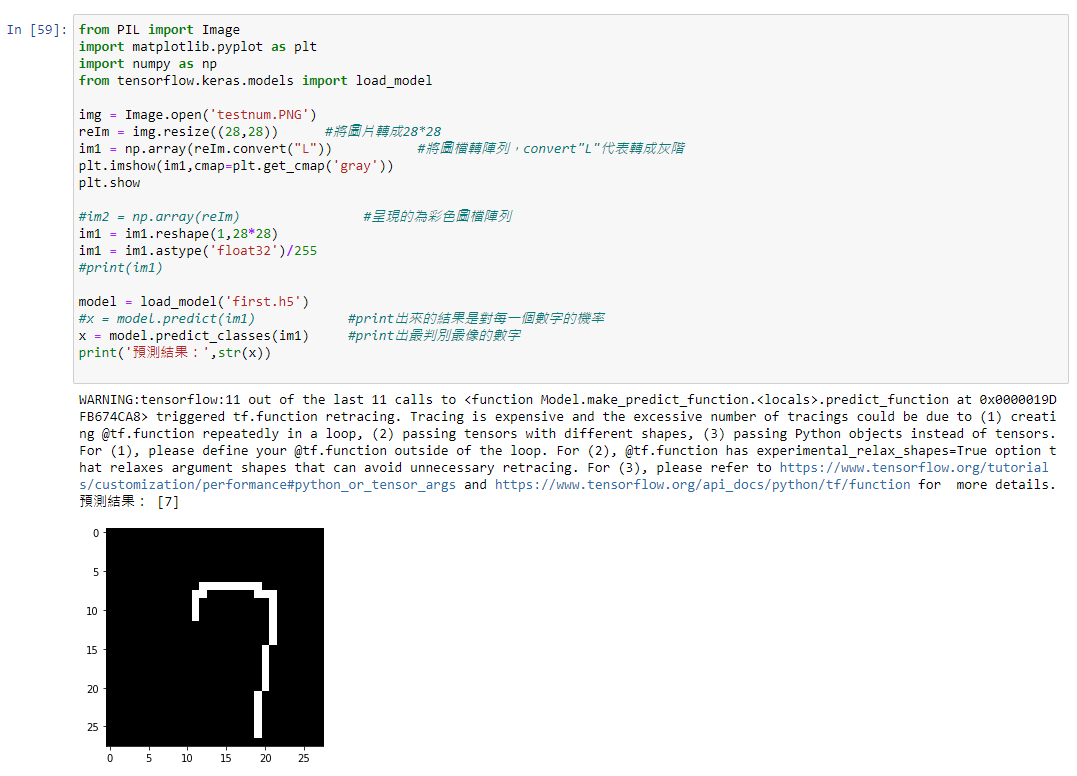 In [59]:
from PIL import Image
import matplotlib.pyplot as plt
import numpy as np
from tensorflow.keras.models import load_model
img = Image.open('testnum.PNG')
reIm = img.resize((28,28))      #將圖片轉成28*28
im1 = np.array(reIm.convert("L"))           #將圖檔轉陣列，convert"L"代表轉成灰階
plt.imshow(im1,cmap=plt.get_cmap('gray'))
plt.show
#im2 = np.array(reIm)                #呈現的為彩色圖檔陣列
im1 = im1.reshape(1,28*28)
im1 = im1.astype('float32')/255
#print(im1)
model = load_model('first.h5')
#x = model.predict(im1)            #print出來的結果是對每一個數字的機率
x = model.predict_classes(im1)     #print出最判別最像的數字
print('預測結果：',str(x))
WARNING:tensorflow:11 out of the last 11 calls to <function Model.make_predict_function.<locals>.predict_function at 0x0000019D
FB674CA8> triggered tf.function retracing. Tracing is expensive and the excessive number of tracings could be due to (1) creati
ng @tf.function repeatedly in a loop, (2) passing tensors with different shapes, (3) passing Python objects instead of tensors.
For (1), please define your @tf.function outside of the loop. For (2), @tf.function has experimental_relax_shapes=True option t
hat relaxes argument shapes that can avoid unnecessary retracing. For (3), please refer to https://www.tensorflow.org/tutorial
s/customization/performance#python_or_tensor_args and https://www.tensorflow.org/api_docs/python/tf/function for  more details.
預測結果： [7]
0
5
10
15
20
25
0 5 10 15 20 25